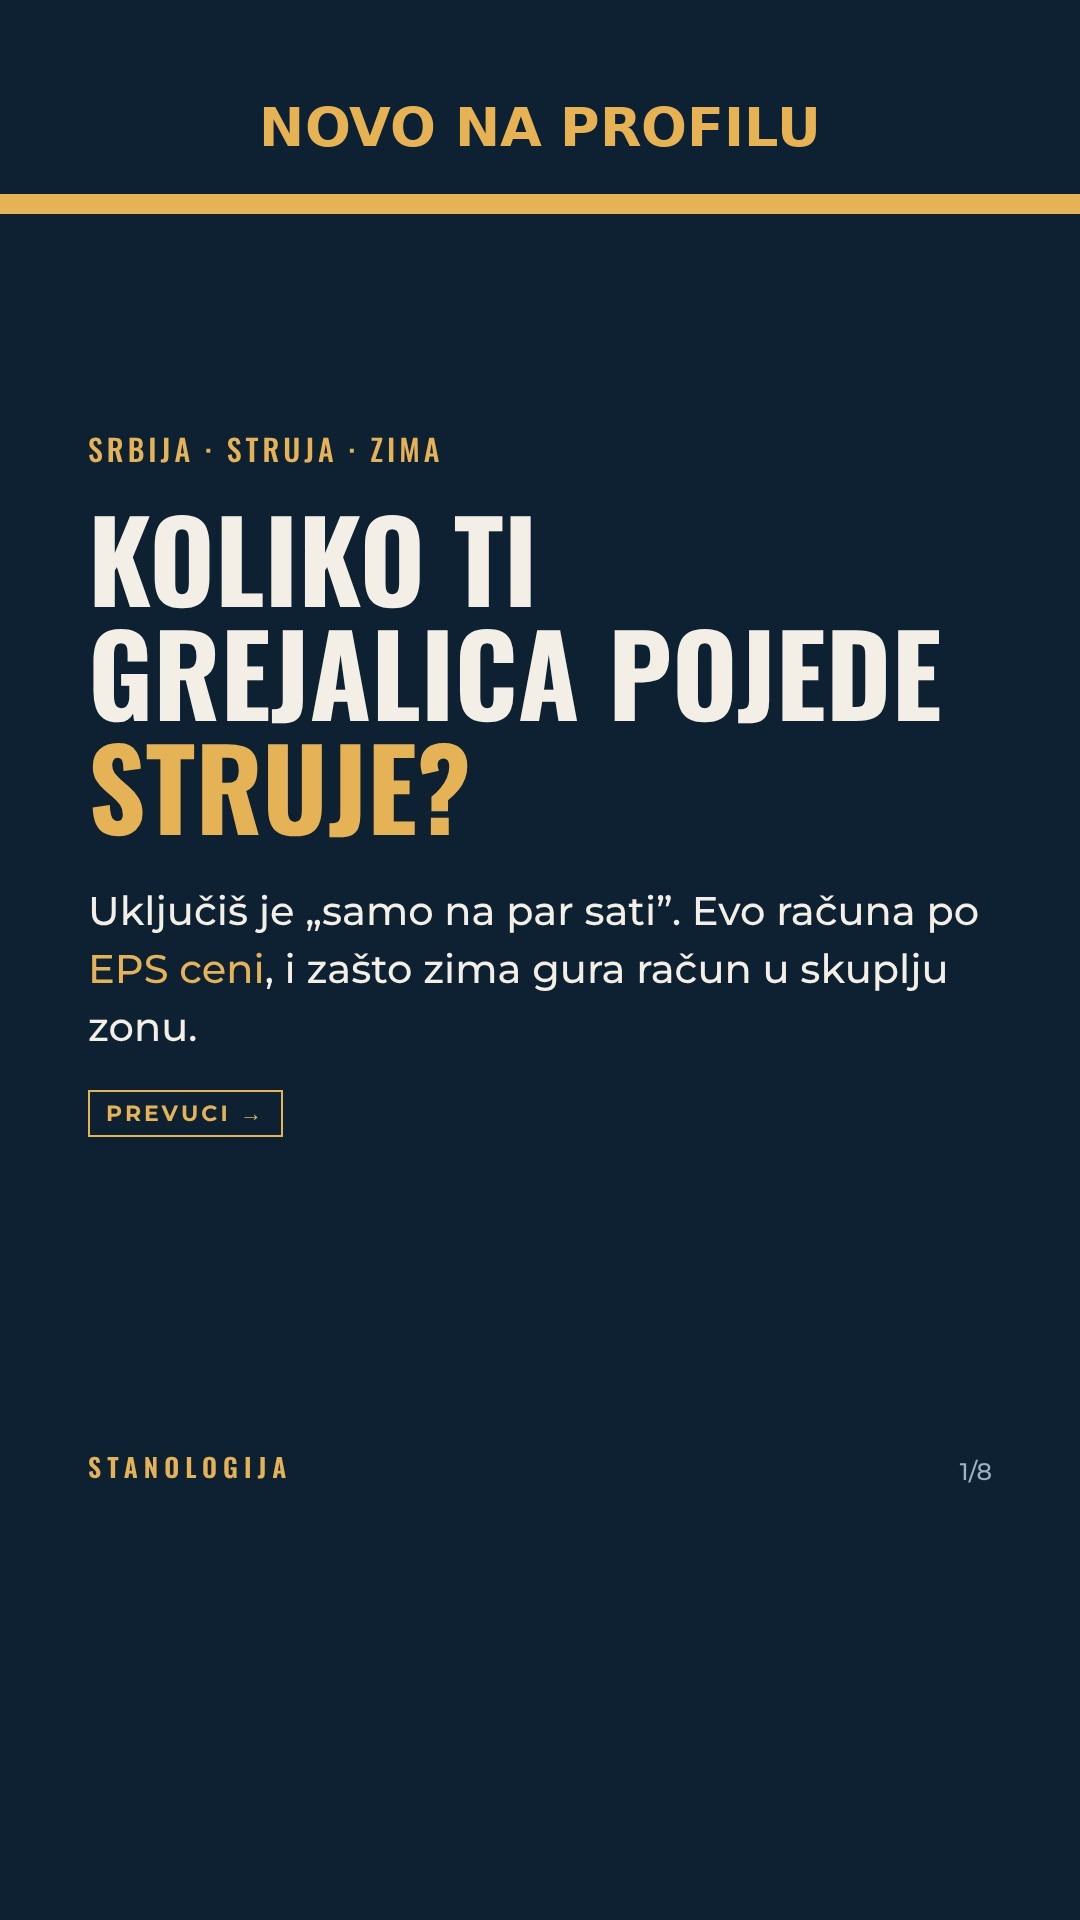 NOVO NA PROFILU
SRBIJA · STRUJA · ZIMA
KOLIKO TI
GREJALICA POJEDE
STRUJE?
Uključiš je „samo na par sati”. Evo računa po
EPS ceni, i zašto zima gura račun u skuplju
zonu.
PREVUCI →
STANOLOGIJA
1/8